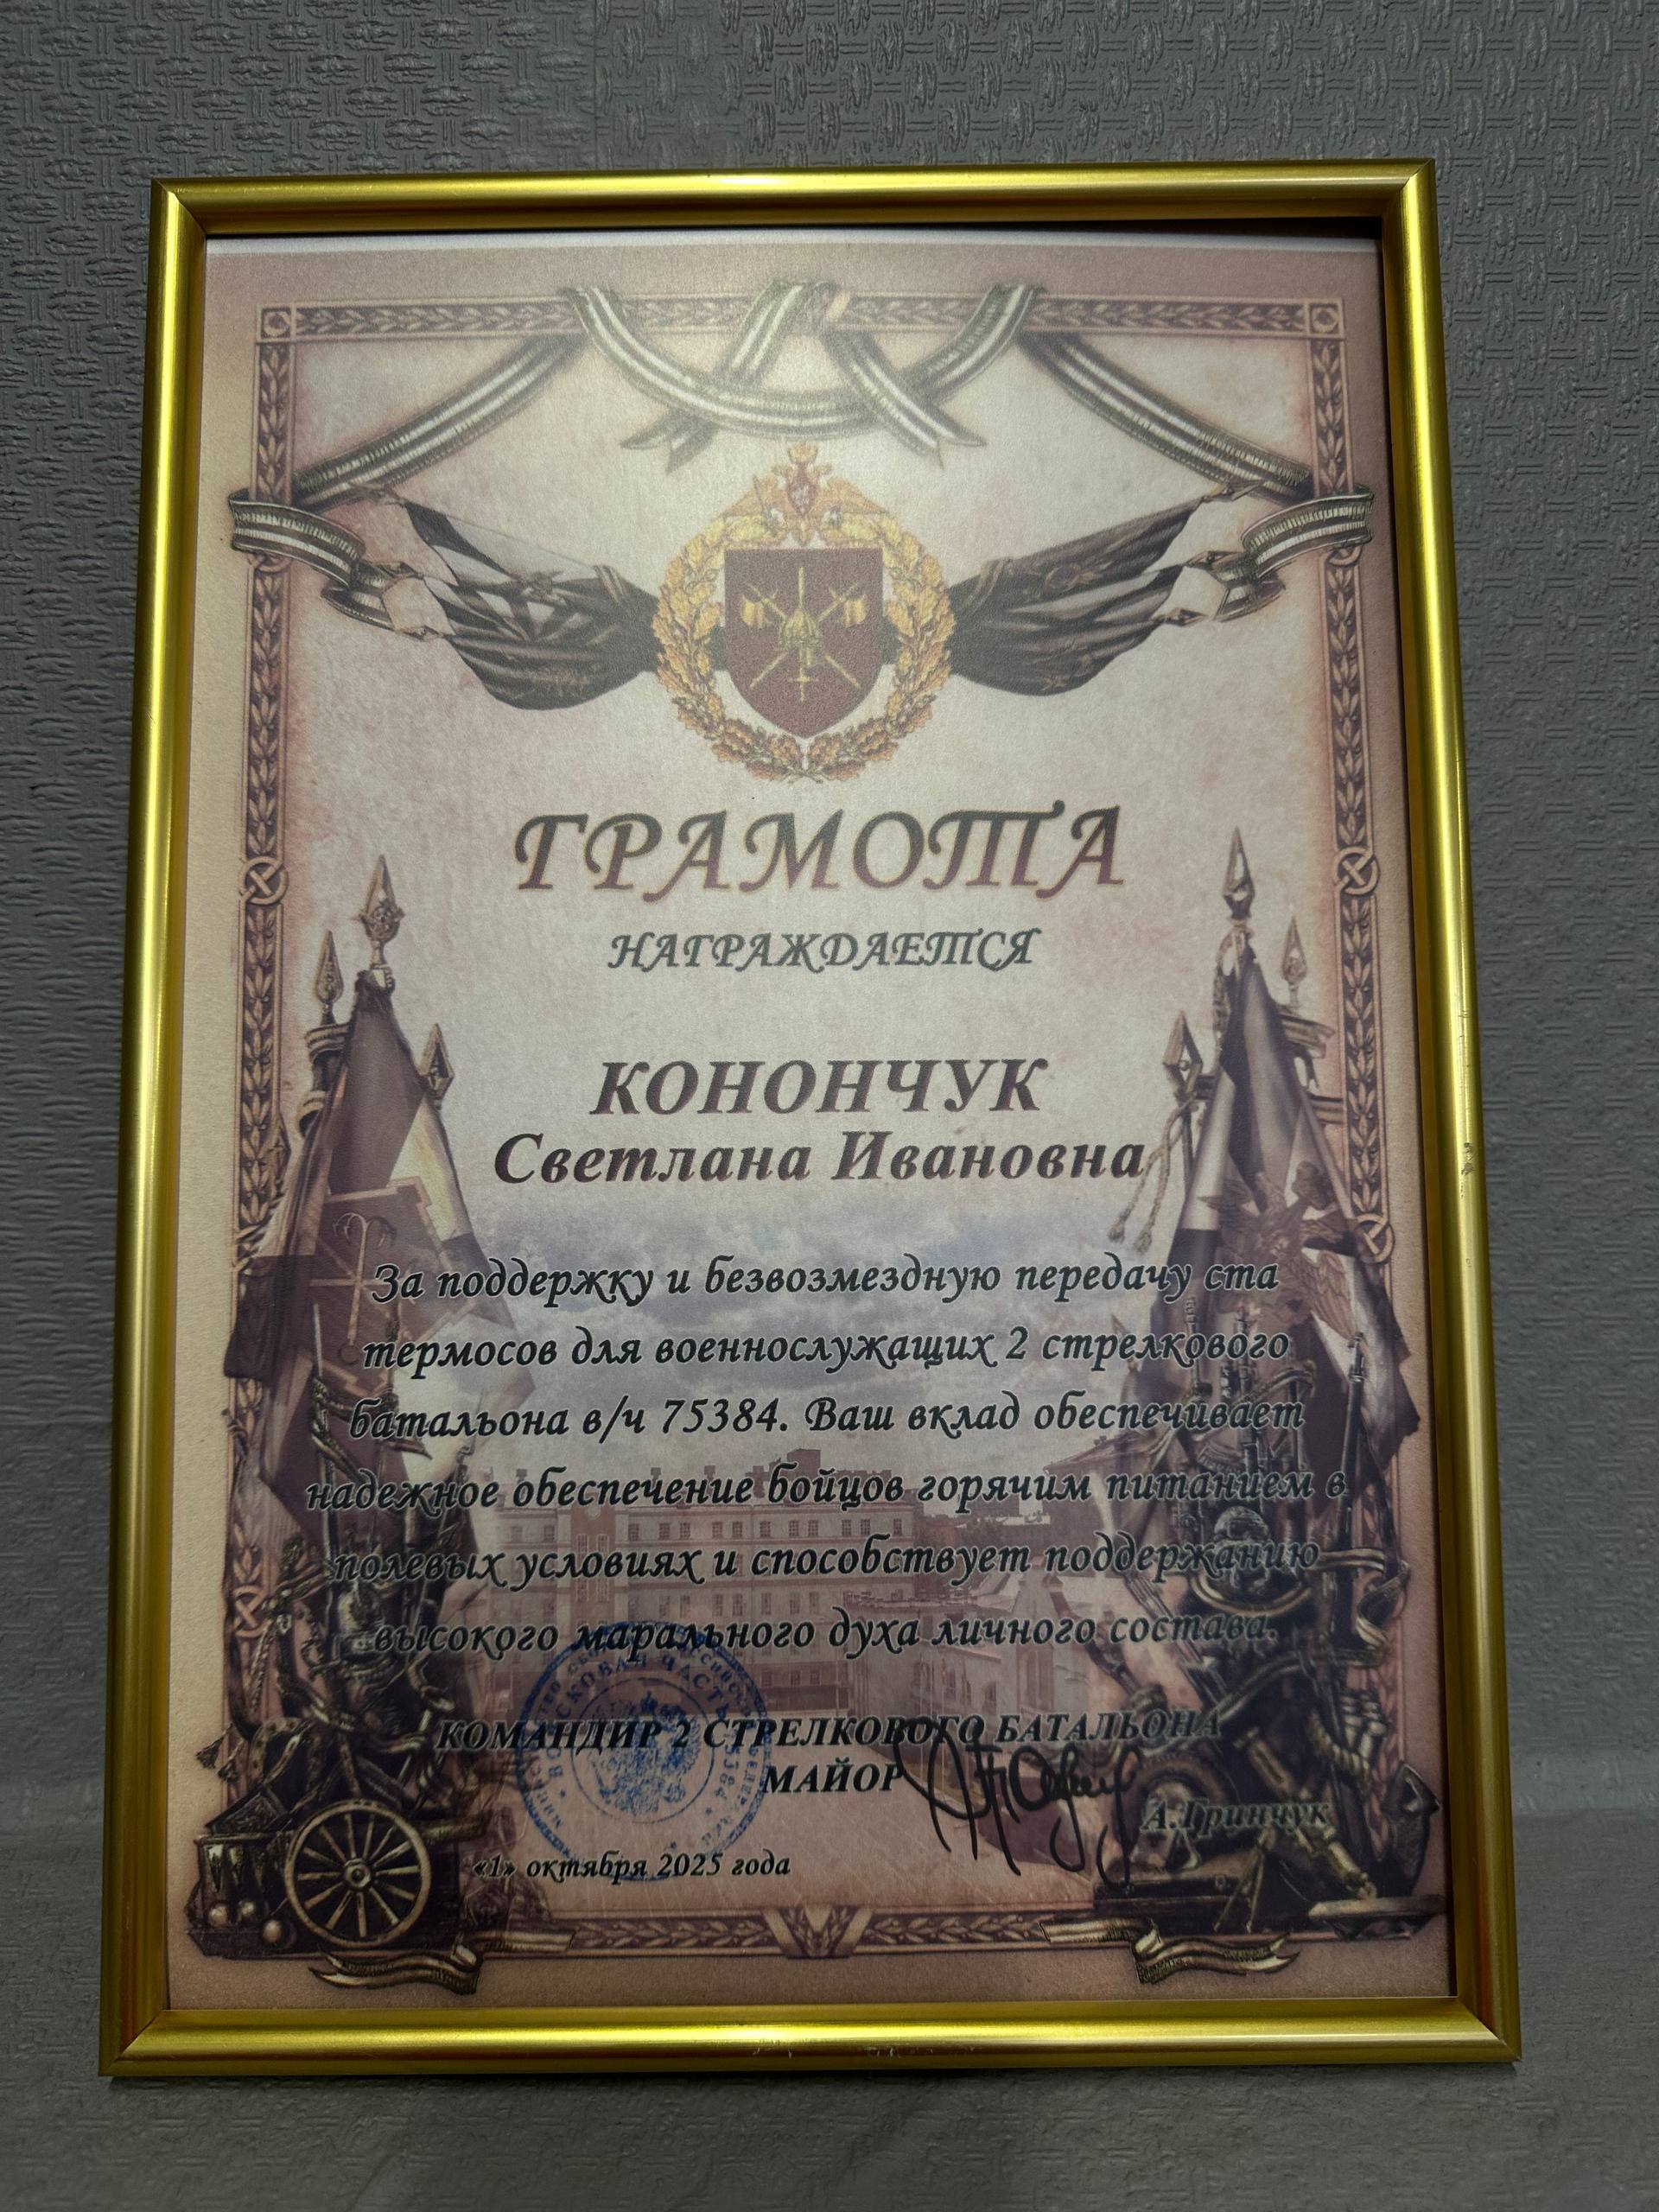 ГРАМОТА
НАГРАЖДАЕТСЯ
КОНОНЧУК
Светлана Ивановна
За поддержку и безвозмездную передачу ста
термосов для военнослужащих 2 стрелкового
батальона в/ч 75384. Ваш вклад обеспечивает
надежное обеспечение бойцов горячим питанием в
полевых условиях и способствует поддержанию
высокого марального духа личного состава.
ВОЙСКОВАЯ ЧАСТЬ
КОМАНДИР 2 СТРЕЛКОВОГО БАТАЛЬОНА
МАЙОР
А.Гринчук
«1» октября 2025 года